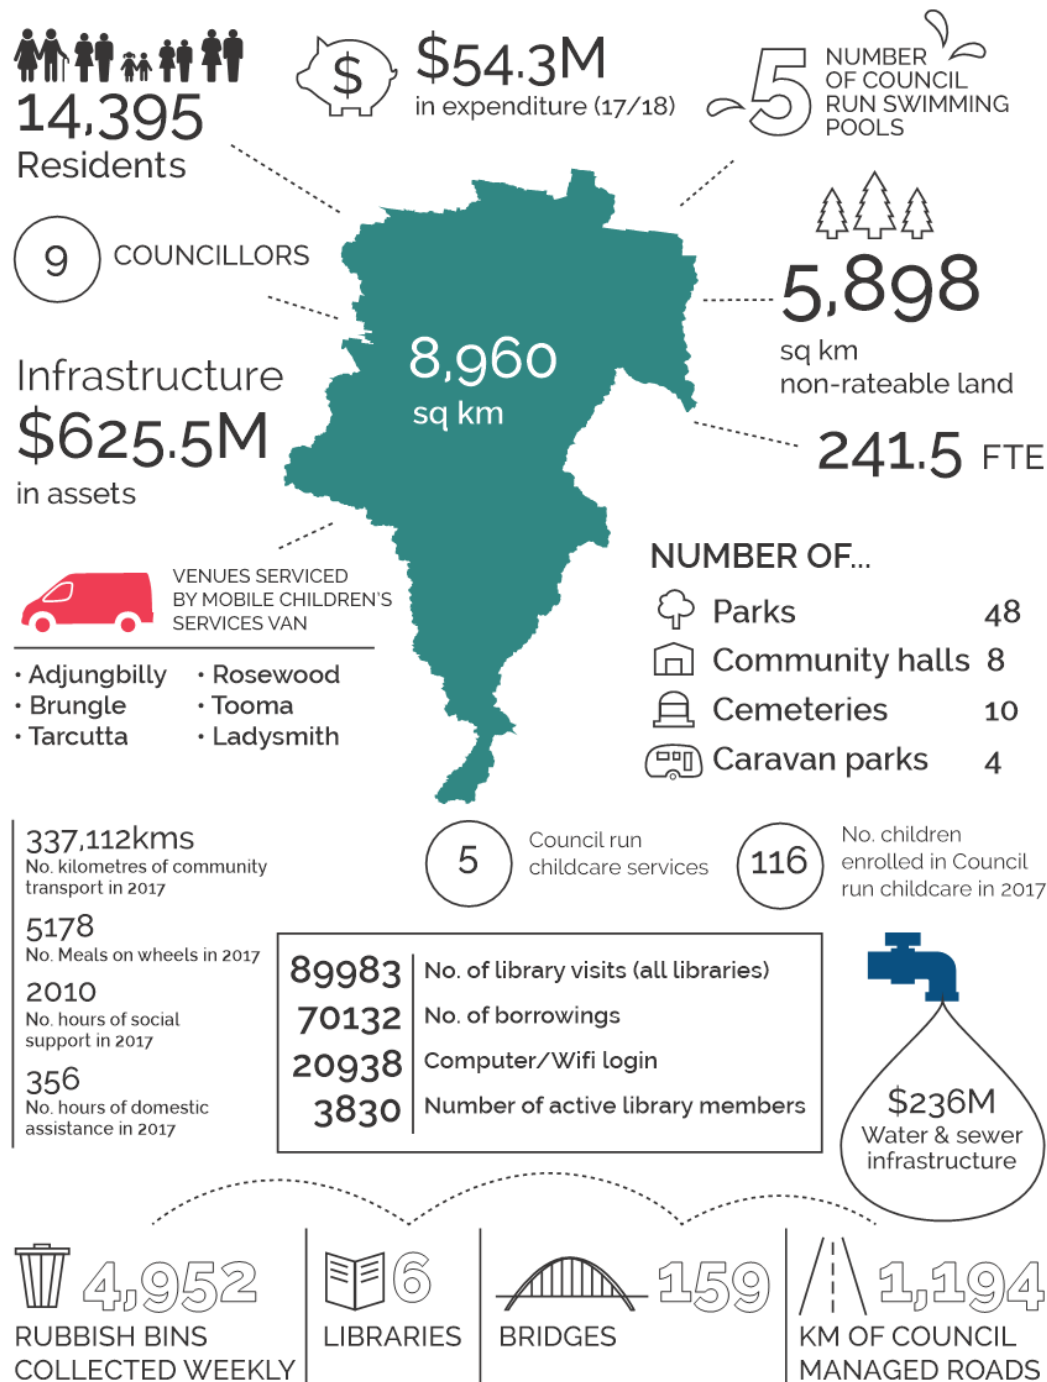 14,395
Residents
$
$54.3M
in expenditure (17/18)
5
NUMBER
OF COUNCIL
RUN SWIMMING
POOLS
9
COUNCILLORS
8,960
sq km
5,898
sq km
non-rateable land
Infrastructure
$625.5M
in assets
241.5 FTE
VENUES SERVICED
BY MOBILE CHILDREN'S
SERVICES VAN
• Adjungbilly
• Brungle
• Tarcutta
• Rosewood
• Tooma
• Ladysmith
NUMBER OF...
Parks 48
Community halls 8
Cemeteries 10
Caravan parks 4
337,112kms
No. kilometres of community
transport in 2017
5178
No. Meals on wheels in 2017
2010
No. hours of social
support in 2017
356
No. hours of domestic
assistance in 2017
5
Council run
childcare services
116
No. children
enrolled in Council
run childcare in 2017
89983 No. of library visits (all libraries)
70132 No. of borrowings
20938 Computer/Wifi login
3830 Number of active library members
$236M
Water & sewer
infrastructure
4,952
RUBBISH BINS
COLLECTED WEEKLY
6
LIBRARIES
159
BRIDGES
1,194
KM OF COUNCIL
MANAGED ROADS